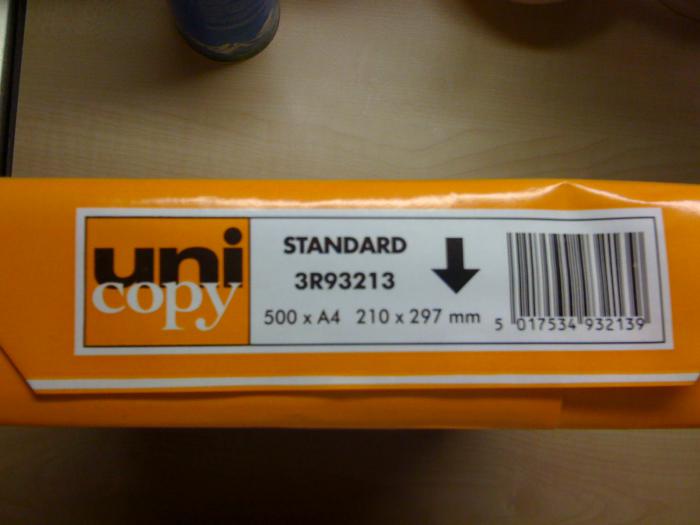 uni
copy
STANDARD
3R93213
500 x A4 210 x 297 mm
5 017534 932139